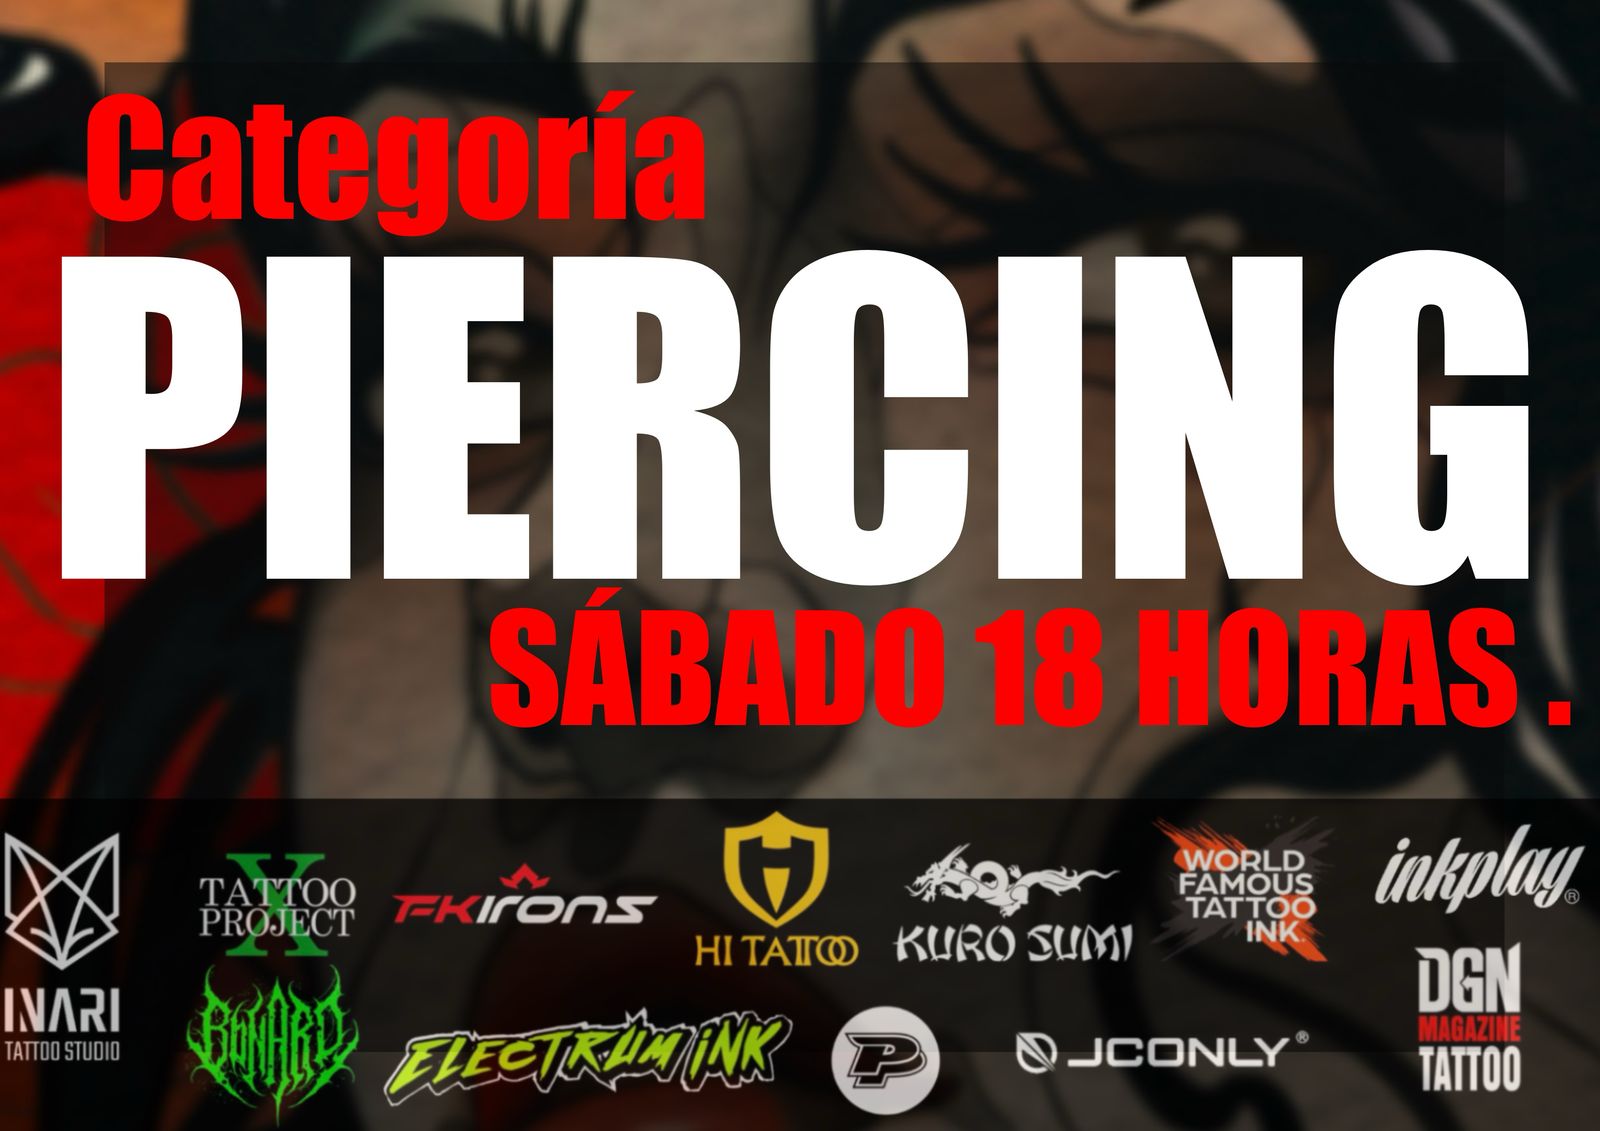 Categoría
PIERCING
SÁBADO 18 HORAS .
INARI
TATTOO STUDIO
X
TATTOO
PROJECT
BONARD
FKirons
ELECTRUM iNK
HI TATTOO
P
KURO SUMI
JCONLY®
WORLD
FAMOUS
TATTOO
INK.
inkplay®
DGN
MAGAZINE
TATTOO